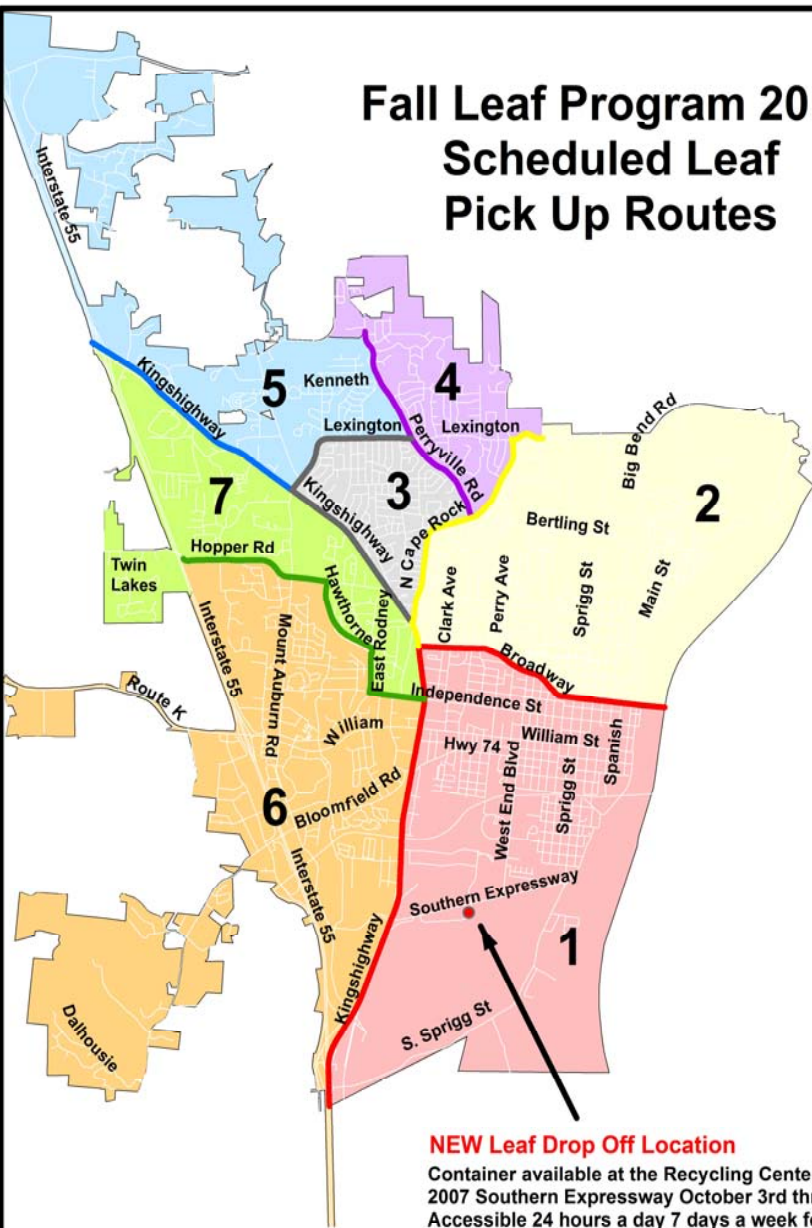 Fall Leaf Program 20
Scheduled Leaf
Pick Up Routes
Interstate 55
Kingshighway
5
Kenneth
4
Lexington
Perryville Rd
Lexington
Big Bend Rd
7
Kingshighway
3
N Cape Rock
2
Bertling St
Hopper Rd
Twin
Lakes
Hawthorne
East Rodney
Clark Ave
Perry Ave
Sprigg St
Main St
Interstate 55
Mount Auburn Rd
Broadway
Route K
Independence St
William
William St
Hwy 74
Spanish
West End Blvd
Sprigg St
6
Bloomfield Rd
Interstate 55
Southern Expressway
1
Kingshighway
S. Sprigg St
Dalhousie
NEW Leaf Drop Off Location
Container available at the Recycling Cente
2007 Southern Expressway October 3rd th
Accessible 24 hours a day 7 days a week f